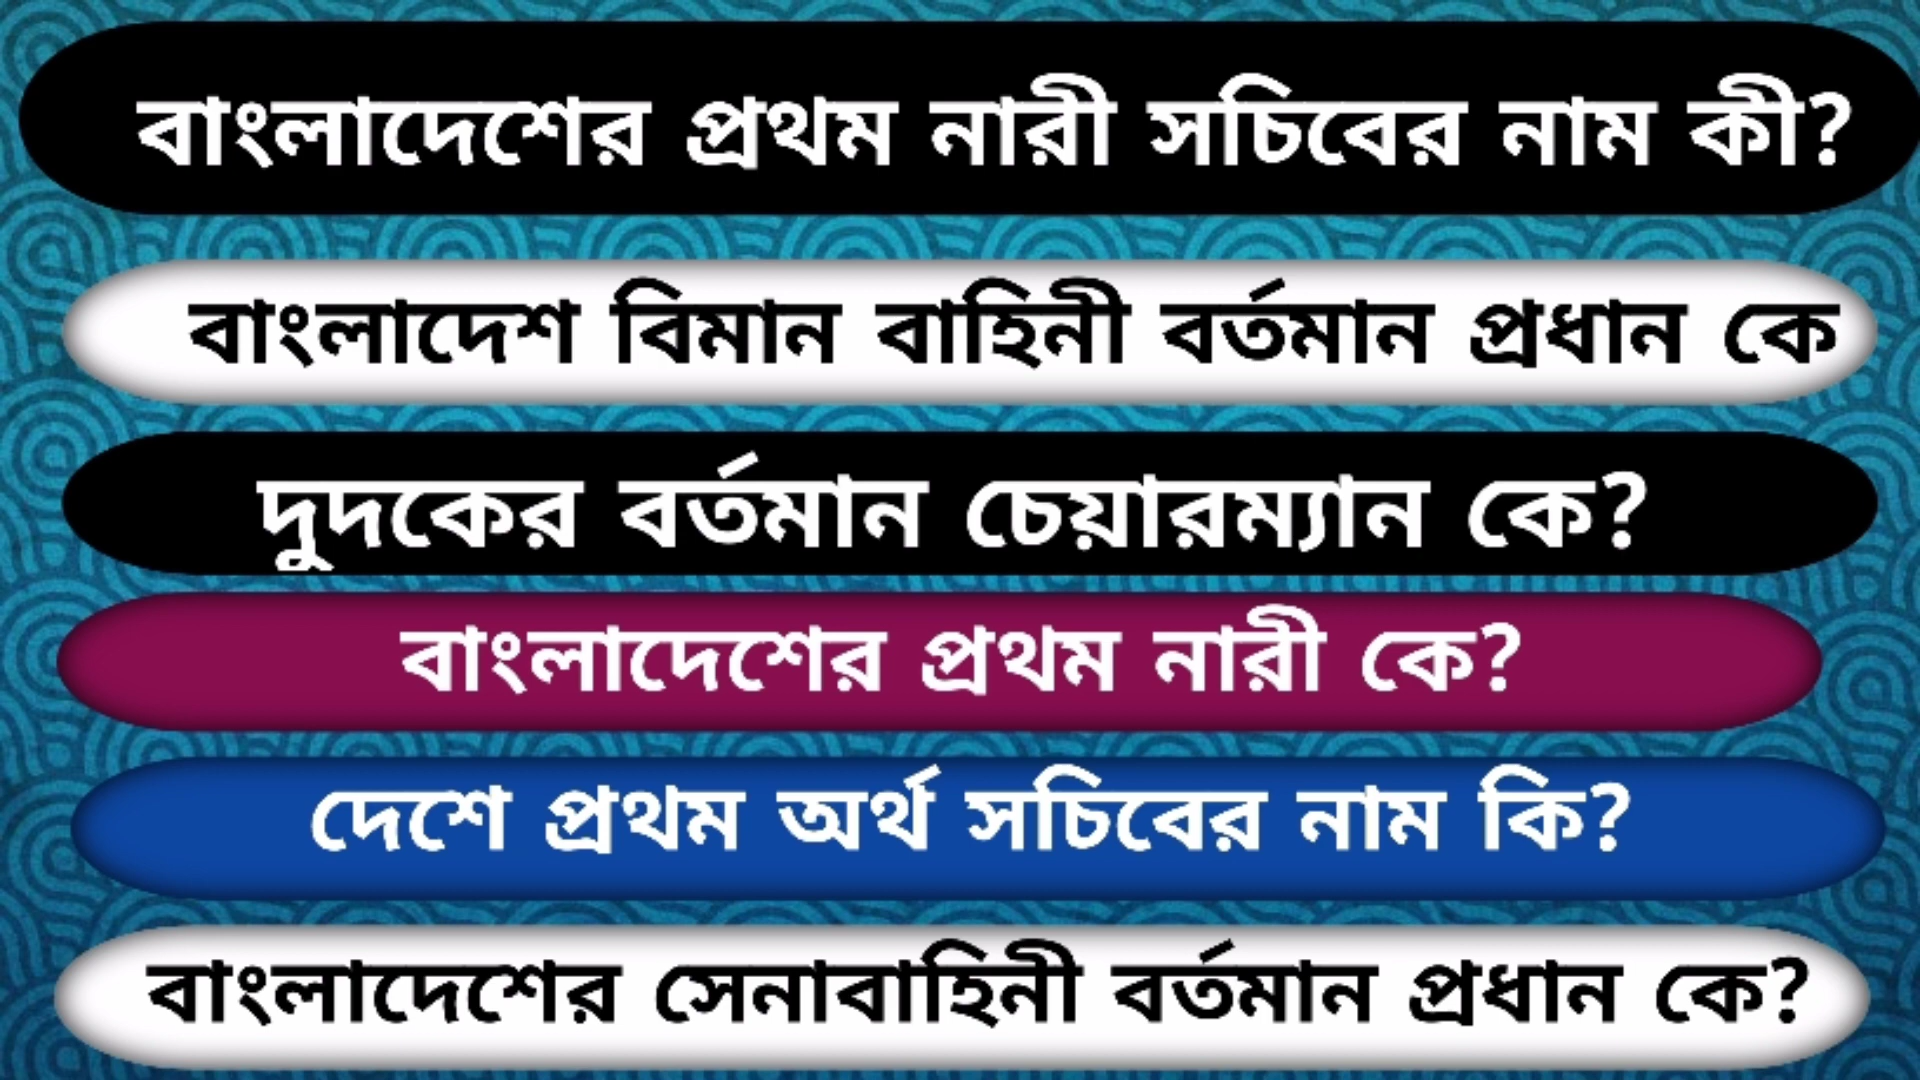 বাংলাদেশের প্রথম নারী সচিবের নাম কী?
বাংলাদেশ বিমান বাহিনী বর্তমান প্রধান কে
দুদকের বর্তমান চেয়ারম্যান কে?
বাংলাদেশের প্রথম নারী কে?
দেশে প্রথম অর্থ সচিবের নাম কি?
বাংলাদেশের সেনাবাহিনী বর্তমান প্রধান কে?